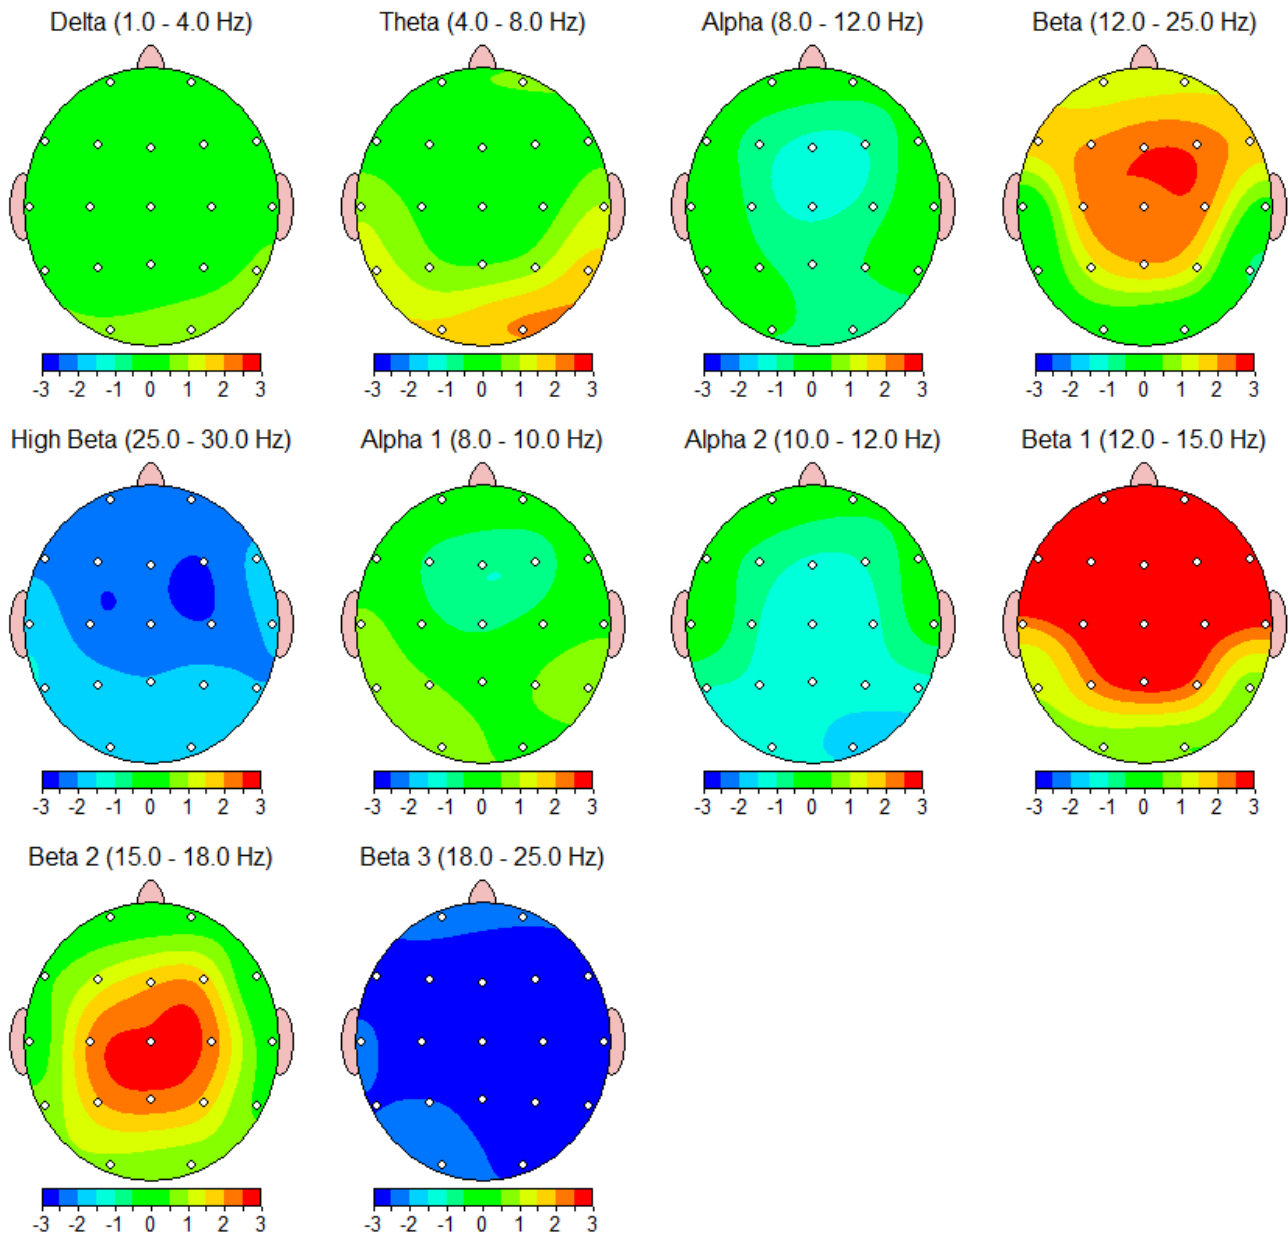 Delta (1.0 - 4.0 Hz)
Theta (4.0 - 8.0 Hz)
Alpha (8.0 - 12.0 Hz)
Beta (12.0 - 25.0 Hz)
-3 -2 -1 0 1 2 3
-3 -2 -1 0 1 2 3
-3 -2 -1 0 1 2 3
-3 -2 -1 0 1 2 3
High Beta (25.0 - 30.0 Hz)
Alpha 1 (8.0 - 10.0 Hz)
Alpha 2 (10.0 - 12.0 Hz)
Beta 1 (12.0 - 15.0 Hz)
-3 -2 -1 0 1 2 3
-3 -2 -1 0 1 2 3
-3 -2 -1 0 1 2 3
-3 -2 -1 0 1 2 3
Beta 2 (15.0 - 18.0 Hz)
Beta 3 (18.0 - 25.0 Hz)
-3 -2 -1 0 1 2 3
-3 -2 -1 0 1 2 3